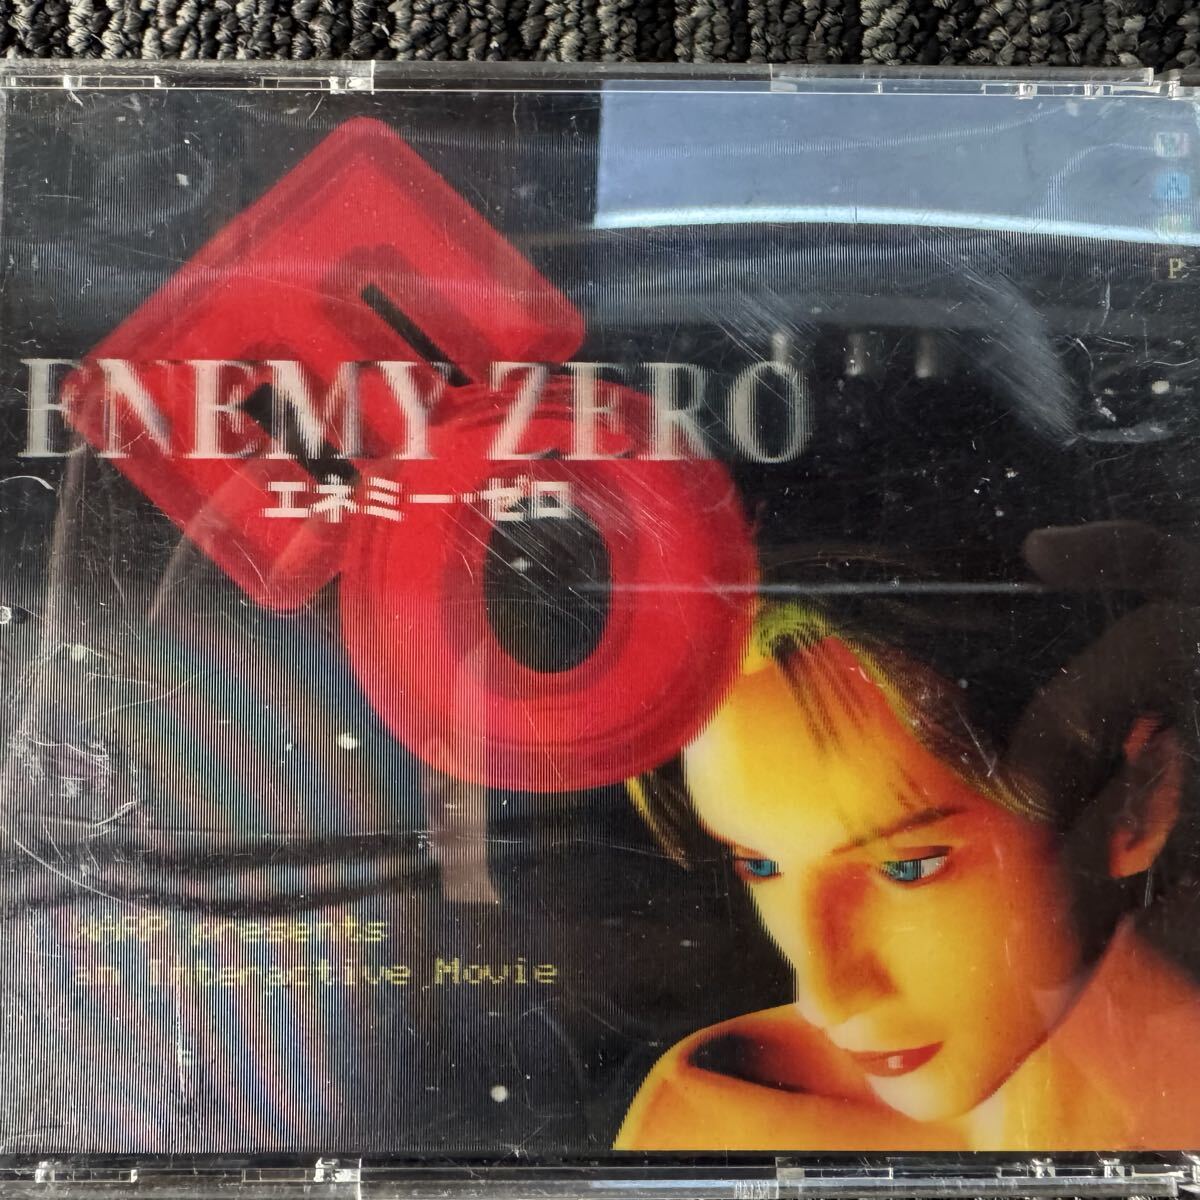 P
ENEMY ZERO
エネミー・ゼロ
presents
an Interactive Movie